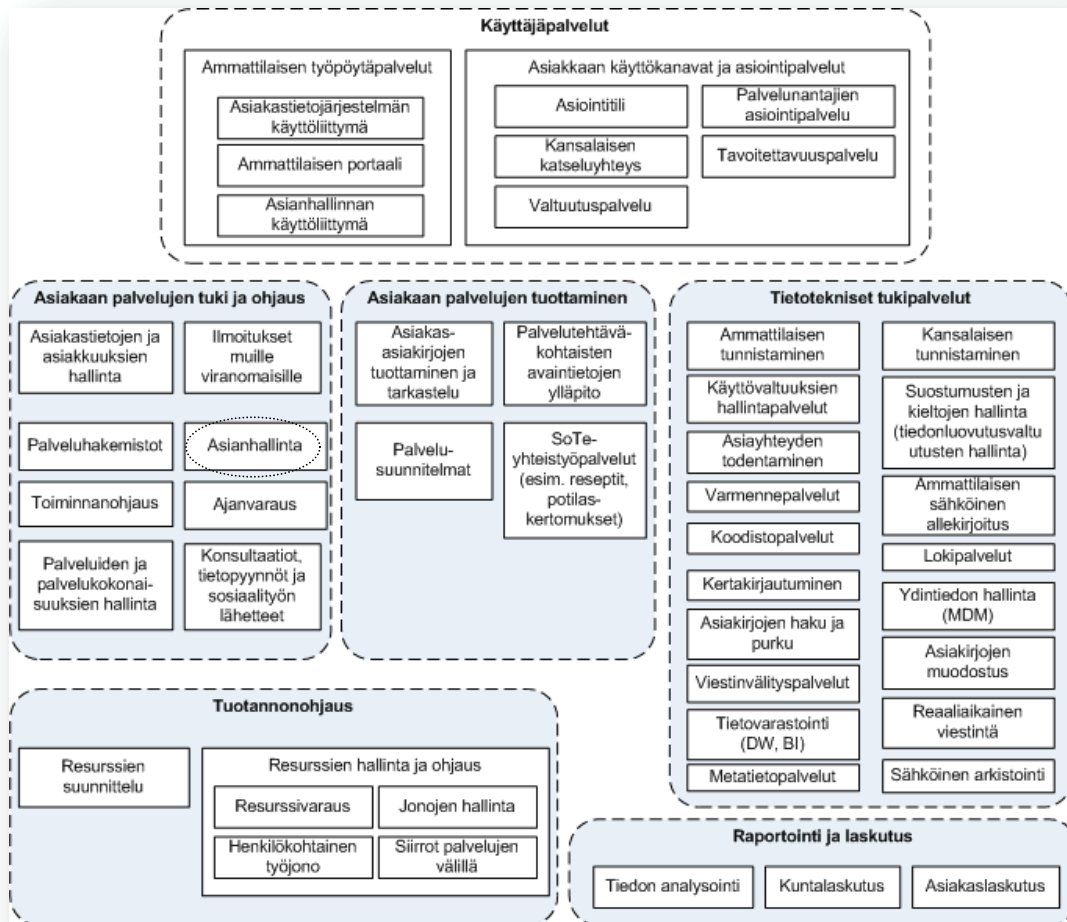 Käyttäjäpalvelut
Ammattilaisen työpöytäpalvelut
Asiakastietojärjestelmän
käyttöliittymä
Ammattilaisen portaali
Asianhallinnan
käyttöliittymä
Asiakkaan käyttökanavat ja asiointipalvelut
Asiointitili
Palvelunantajien
asiointipalvelu
Kansalaisen
katseluyhteys
Tavoitettavuuspalvelu
Valtuutuspalvelu
Asiakaan palvelujen tuki ja ohjaus
Asiakastietojen ja
asiakkuuksien
hallinta
Ilmoitukset
muille
viranomaisille
Palveluhakemistot
Asianhallinta
Toiminnanohjaus
Ajanvaraus
Palveluiden ja
palvelukokonai-
suuksien hallinta
Konsultaatiot,
tietopyynnöt ja
sosiaalityön
lähetteet
Asiakaan palvelujen tuottaminen
Asiakas-
asiakirjojen
tuottaminen ja
tarkastelu
Palvelutehtävä-
kohtaisten
avaintietojen
ylläpito
Palvelu-
suunnitelmat
SoTe-
yhteistyöpalvelut
(esim. reseptit,
potilas-
kertomukset)
Tietotekniset tukipalvelut
Ammattilaisen
tunnistaminen
Kansalaisen
tunnistaminen
Käyttövaltuuksien
hallintapalvelut
Suostumusten ja
kieltojen hallinta
(tiedonluovutusvaltu
utusten hallinta)
Asiayhteyden
todentaminen
Varmennepalvelut
Ammattilaisen
sähköinen
allekirjoitus
Koodistopalvelut
Lokipalvelut
Kertakirjautuminen
Ydintiedon hallinta
(MDM)
Asiakirjojen haku ja
purku
Asiakirjojen
muodostus
Viestinvälityspalvelut
Reaaliaikainen
viestintä
Tietovarastointi
(DW, BI)
Metatietopalvelut
Sähköinen arkistointi
Tuotannonohjaus
Resurssien
suunnittelu
Resurssien hallinta ja ohjaus
Resurssivaraus
Jonojen hallinta
Henkilökohtainen
työjono
Siirrot palvelujen
välillä
Raportointi ja laskutus
Tiedon analysointi
Kuntalaskutus
Asiakaslaskutus